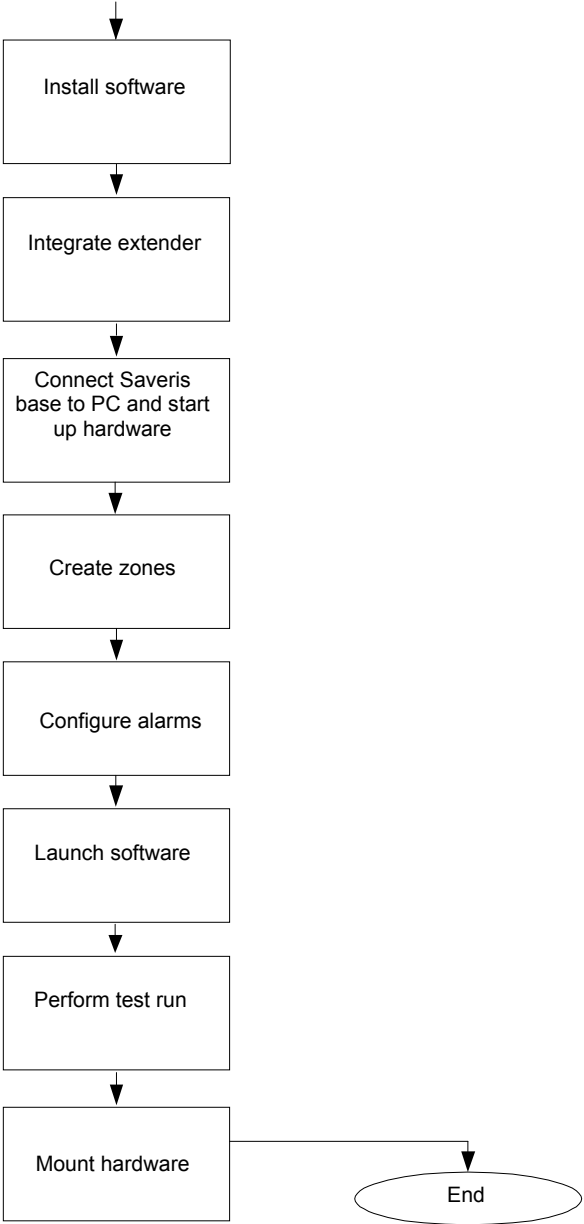 Install software
Integrate extender
Connect Saveris
base to PC and start
up hardware
Create zones
Configure alarms
Launch software
Perform test run
Mount hardware
End